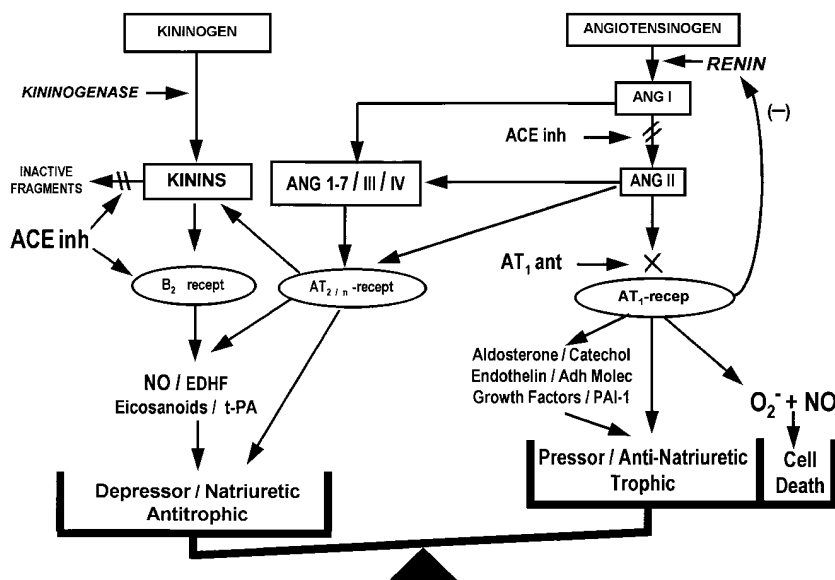 KININOGEN
ANGIOTENSINOGEN
KININOGENASE
RENIN
ANG I
(–)
ACE inh
INACTIVE
FRAGMENTS
KININS
ANG 1-7 / III / IV
ANG II
ACE inh
AT₁ ant
B₂ recept
AT₂ / ₙ -recept
AT₁-recep
NO / EDHF
Eicosanoids / t-PA
Aldosterone / Catechol
Endothelin / Adh Molec
Growth Factors / PAI-1
O₂⁻ + NO
Depressor / Natriuretic
Antitrophic
Pressor / Anti-Natriuretic
Trophic
Cell
Death